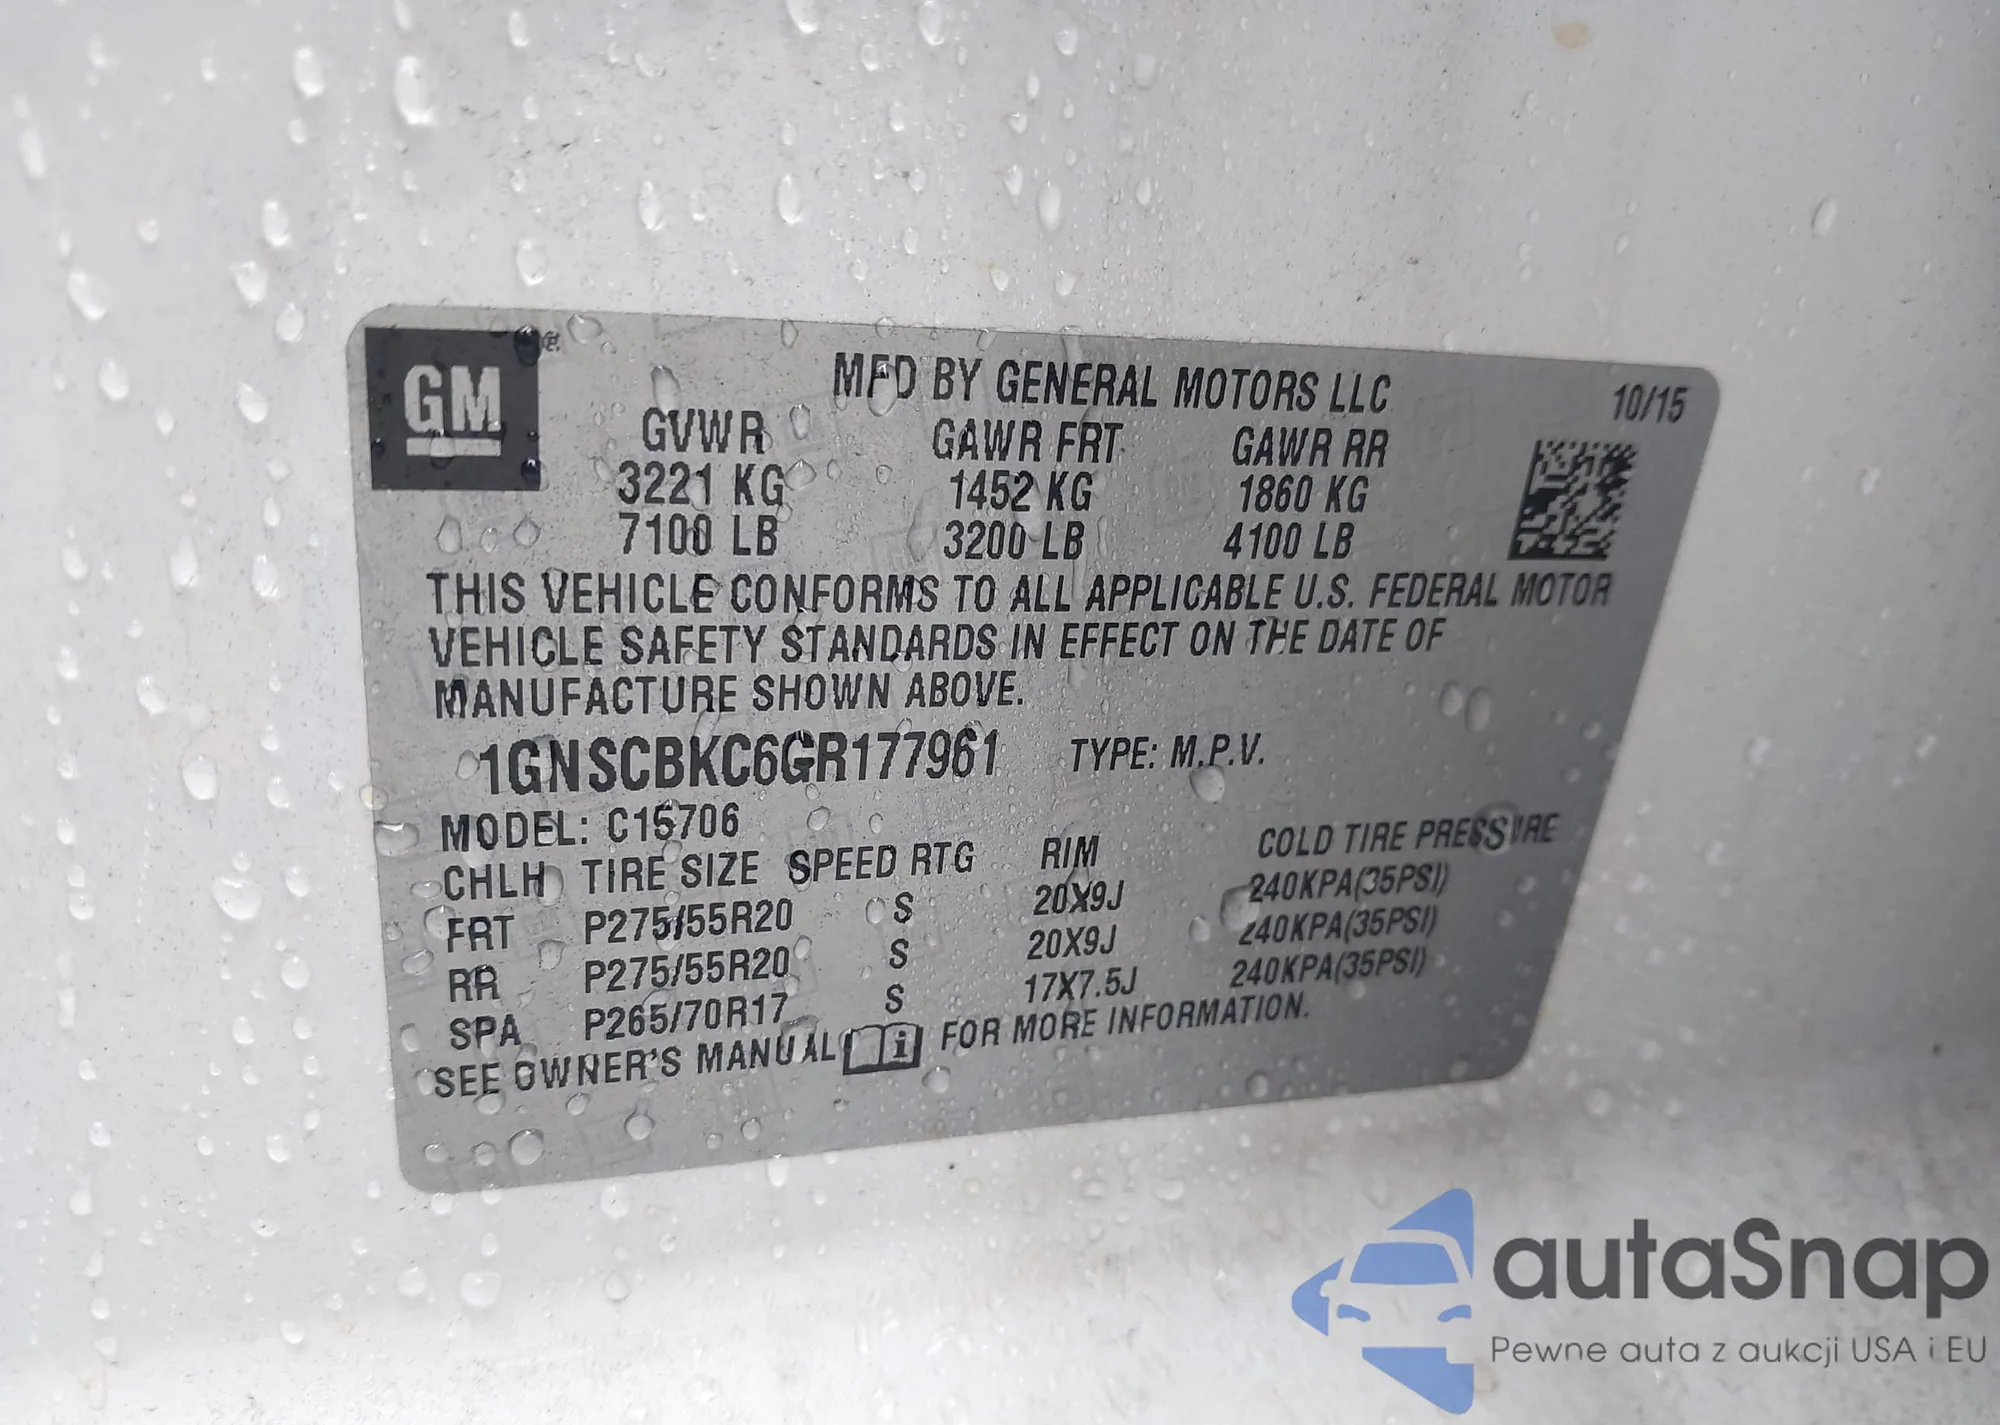 GM
MFD BY GENERAL MOTORS LLC 10/15
GVWR GAWR FRT GAWR RR
3221 KG 1452 KG 1860 KG
7100 LB 3200 LB 4100 LB
THIS VEHICLE CONFORMS TO ALL APPLICABLE U.S. FEDERAL MOTOR
VEHICLE SAFETY STANDARDS IN EFFECT ON THE DATE OF
MANUFACTURE SHOWN ABOVE.
1GNSCBKC6GR177961 TYPE: M.P.V.
MODEL: C15706
CHLH TIRE SIZE SPEED RTG RIM COLD TIRE PRESSURE
FRT P275/55R20 S 20X9J 240KPA(35PSI)
RR P275/55R20 S 20X9J 240KPA(35PSI)
SPA P265/70R17 S 17X7.5J 240KPA(35PSI)
SEE OWNER'S MANUAL i FOR MORE INFORMATION.
autaSnap
Pewne auta z aukcji USA i EU